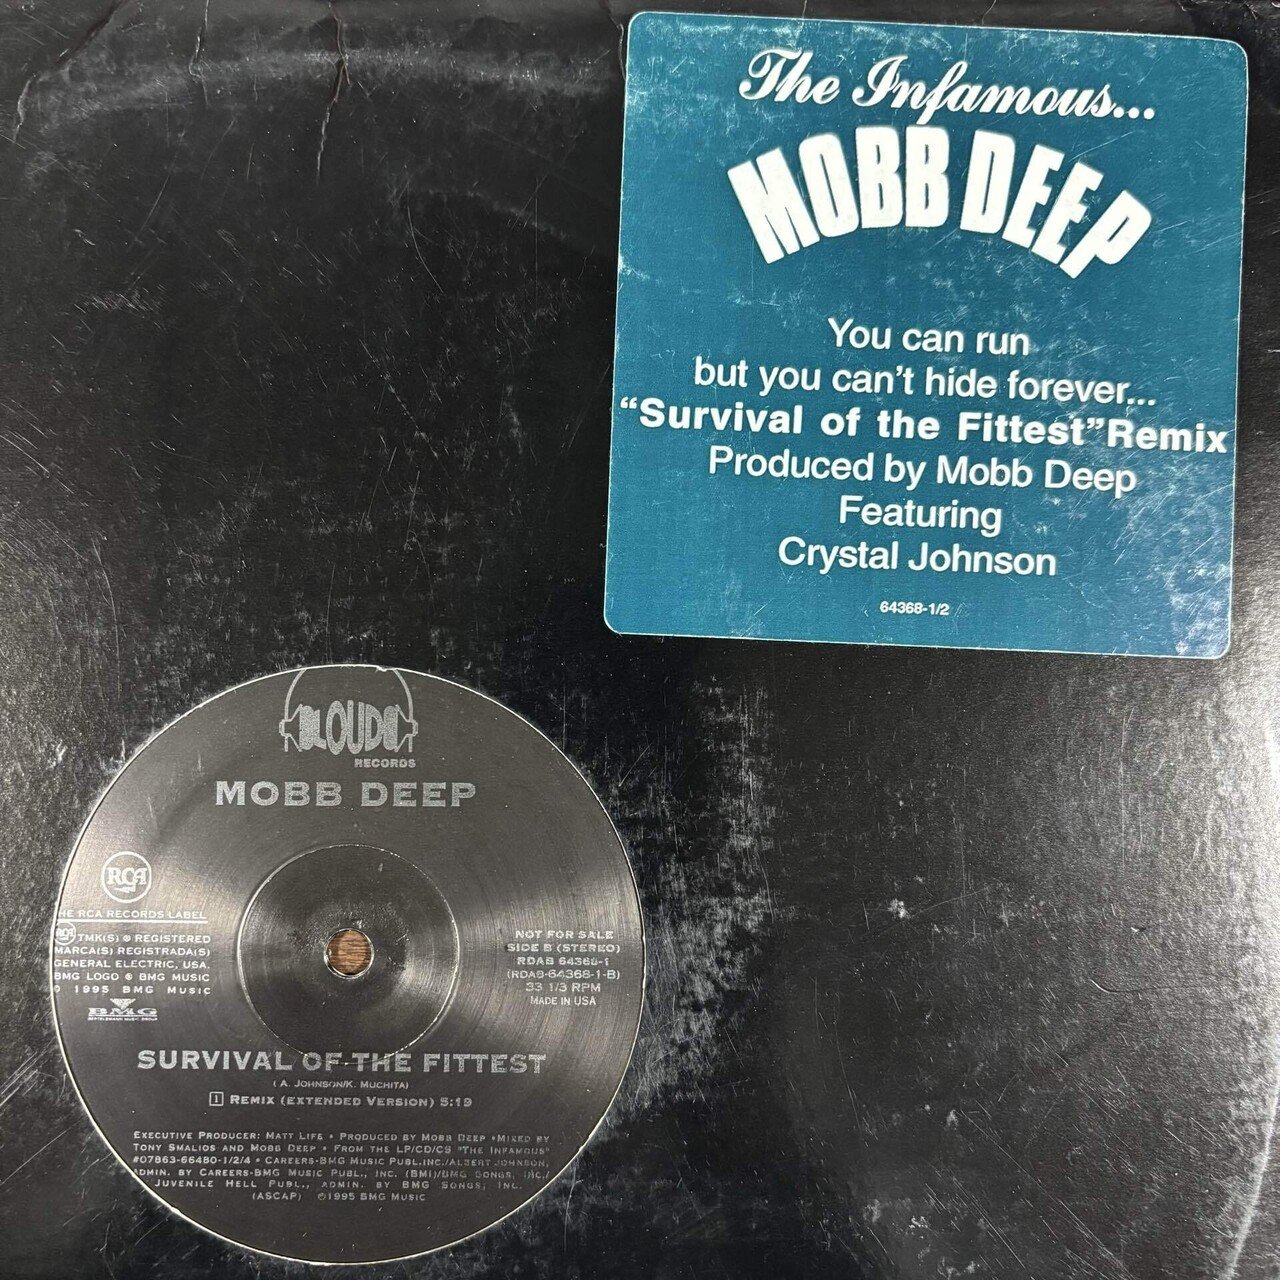 The Infamous...
MOBB DEEP
You can run
but you can't hide forever...
“Survival of the Fittest”Remix
Produced by Mobb Deep
Featuring
Crystal Johnson
64368-1/2
LOUD
RECORDS
MOBB DEEP
RCA
THE RCA RECORDS LABEL
RCA TMK(S) ® REGISTERED
MARCA(S) REGISTRADA(S)
GENERAL ELECTRIC, USA.
BMG LOGO ® BMG MUSIC
© 1995 BMG MUSIC
BMG
BERTELSMANN MUSIC GROUP
NOT FOR SALE
SIDE B (STEREO)
RDAB 64368-1
(RDAB-64368-1-B)
33 1/3 RPM
MADE IN USA
SURVIVAL OF THE FITTEST
( A. JOHNSON/K. MUCHITA)
1 REMIX (EXTENDED VERSION) 5:19
EXECUTIVE PRODUCER: MATT LIFE • PRODUCED BY MOBB DEEP •MIXED BY
TONY SMALIOS AND MOBB DEEP • FROM THE LP/CD/CS "THE INFAMOUS"
#07863-66480-1/2/4 • CAREERS-BMG MUSIC PUBL.INC./ALBERT JOHNSON,
ADMIN. BY CAREERS-BMG MUSIC PUBL., INC. (BMI)/BMG SONGS, INC./
JUVENILE HELL PUBL., ADMIN. BY BMG SONGS, INC.
(ASCAP) ℗1995 BMG MUSIC